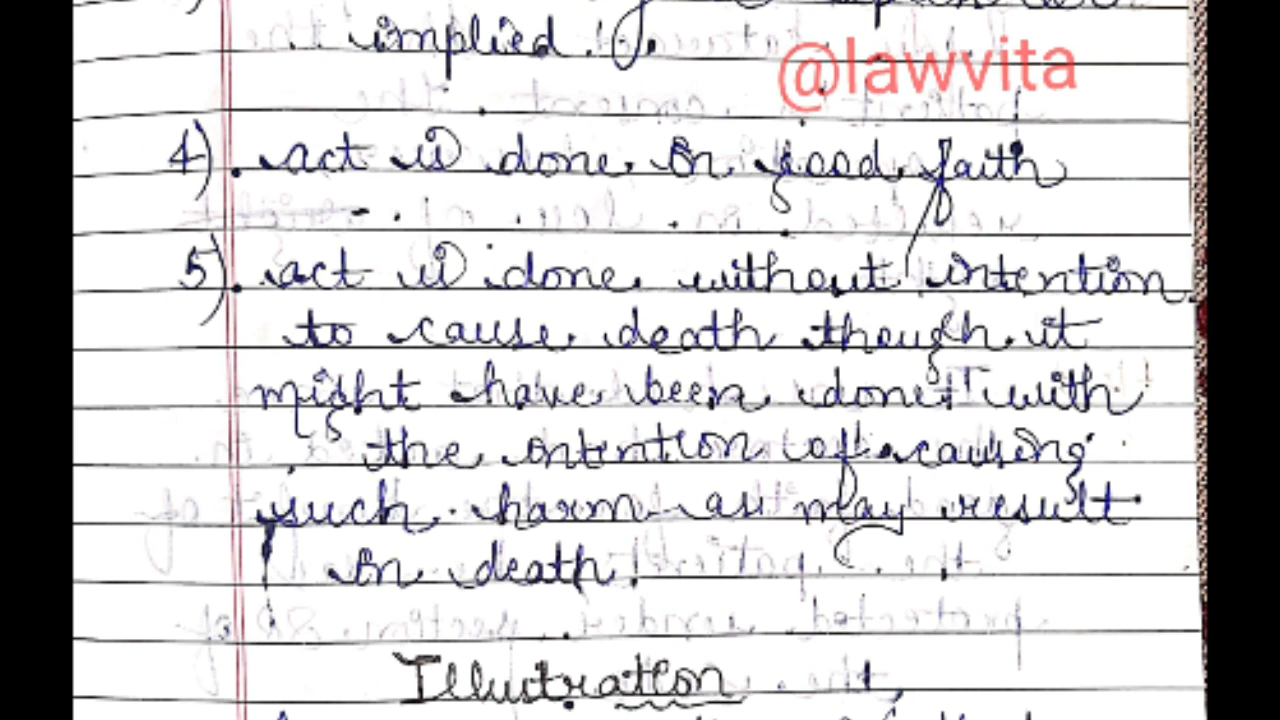 implied.
@lawvita
4) act is done in good faith
5) act is done without intention
to cause death though it
might have been done with
the intention of causing
such harm as may result
in death.
Illustration